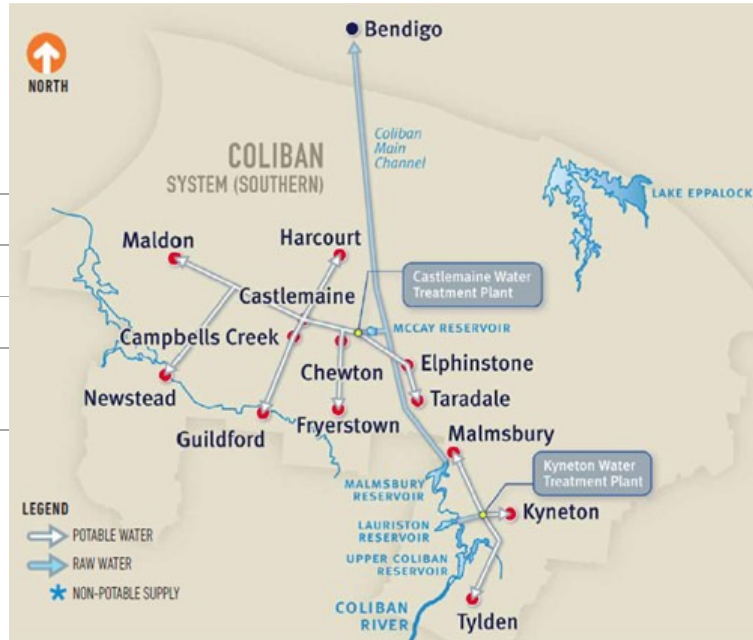 Bendigo
NORTH
Coliban
Main
Channel
COLIBAN
SYSTEM (SOUTHERN)
LAKE EPPALOCK
Maldon
Harcourt
Castlemaine Water
Treatment Plant
Castlemaine
MCCAY RESERVOIR
Campbells Creek
Elphinstone
Chewton
Newstead
Taradale
Guildford
Fryerstown
Malmsbury
Kyneton Water
Treatment Plant
MALMSBURY
RESERVOIR
LEGEND
Kyneton
LAURISTON
RESERVOIR
POTABLE WATER
UPPER COLIBAN
RESERVOIR
RAW WATER
NON-POTABLE SUPPLY
COLIBAN
RIVER
Tylden